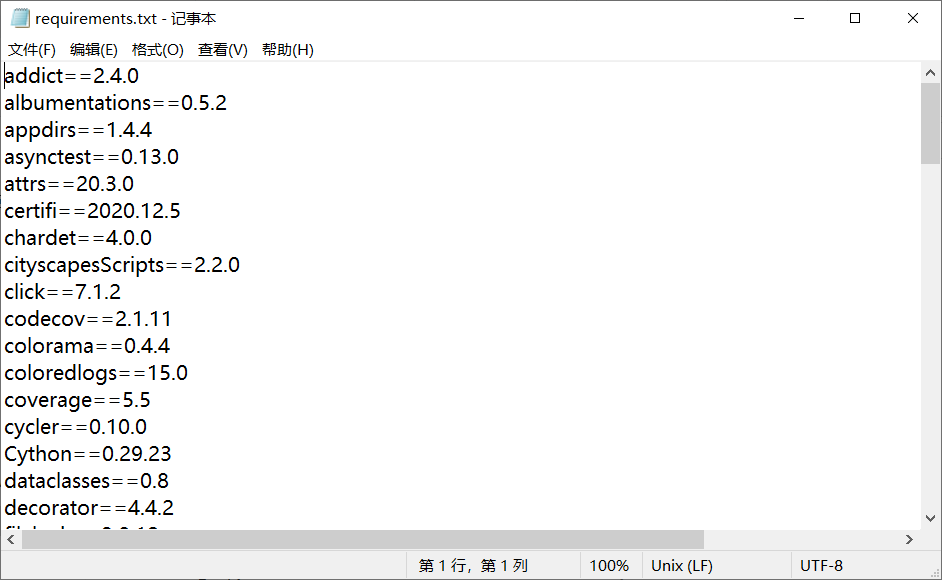 requirements.txt - 记事本
文件(F) 编辑(E) 格式(O) 查看(V) 帮助(H)
addict==2.4.0
albumentations==0.5.2
appdirs==1.4.4
asynctest==0.13.0
attrs==20.3.0
certifi==2020.12.5
chardet==4.0.0
cityscapesScripts==2.2.0
click==7.1.2
codecov==2.1.11
colorama==0.4.4
coloredlogs==15.0
coverage==5.5
cycler==0.10.0
Cython==0.29.23
dataclasses==0.8
decorator==4.4.2
第 1 行，第 1 列 100% Unix (LF) UTF-8